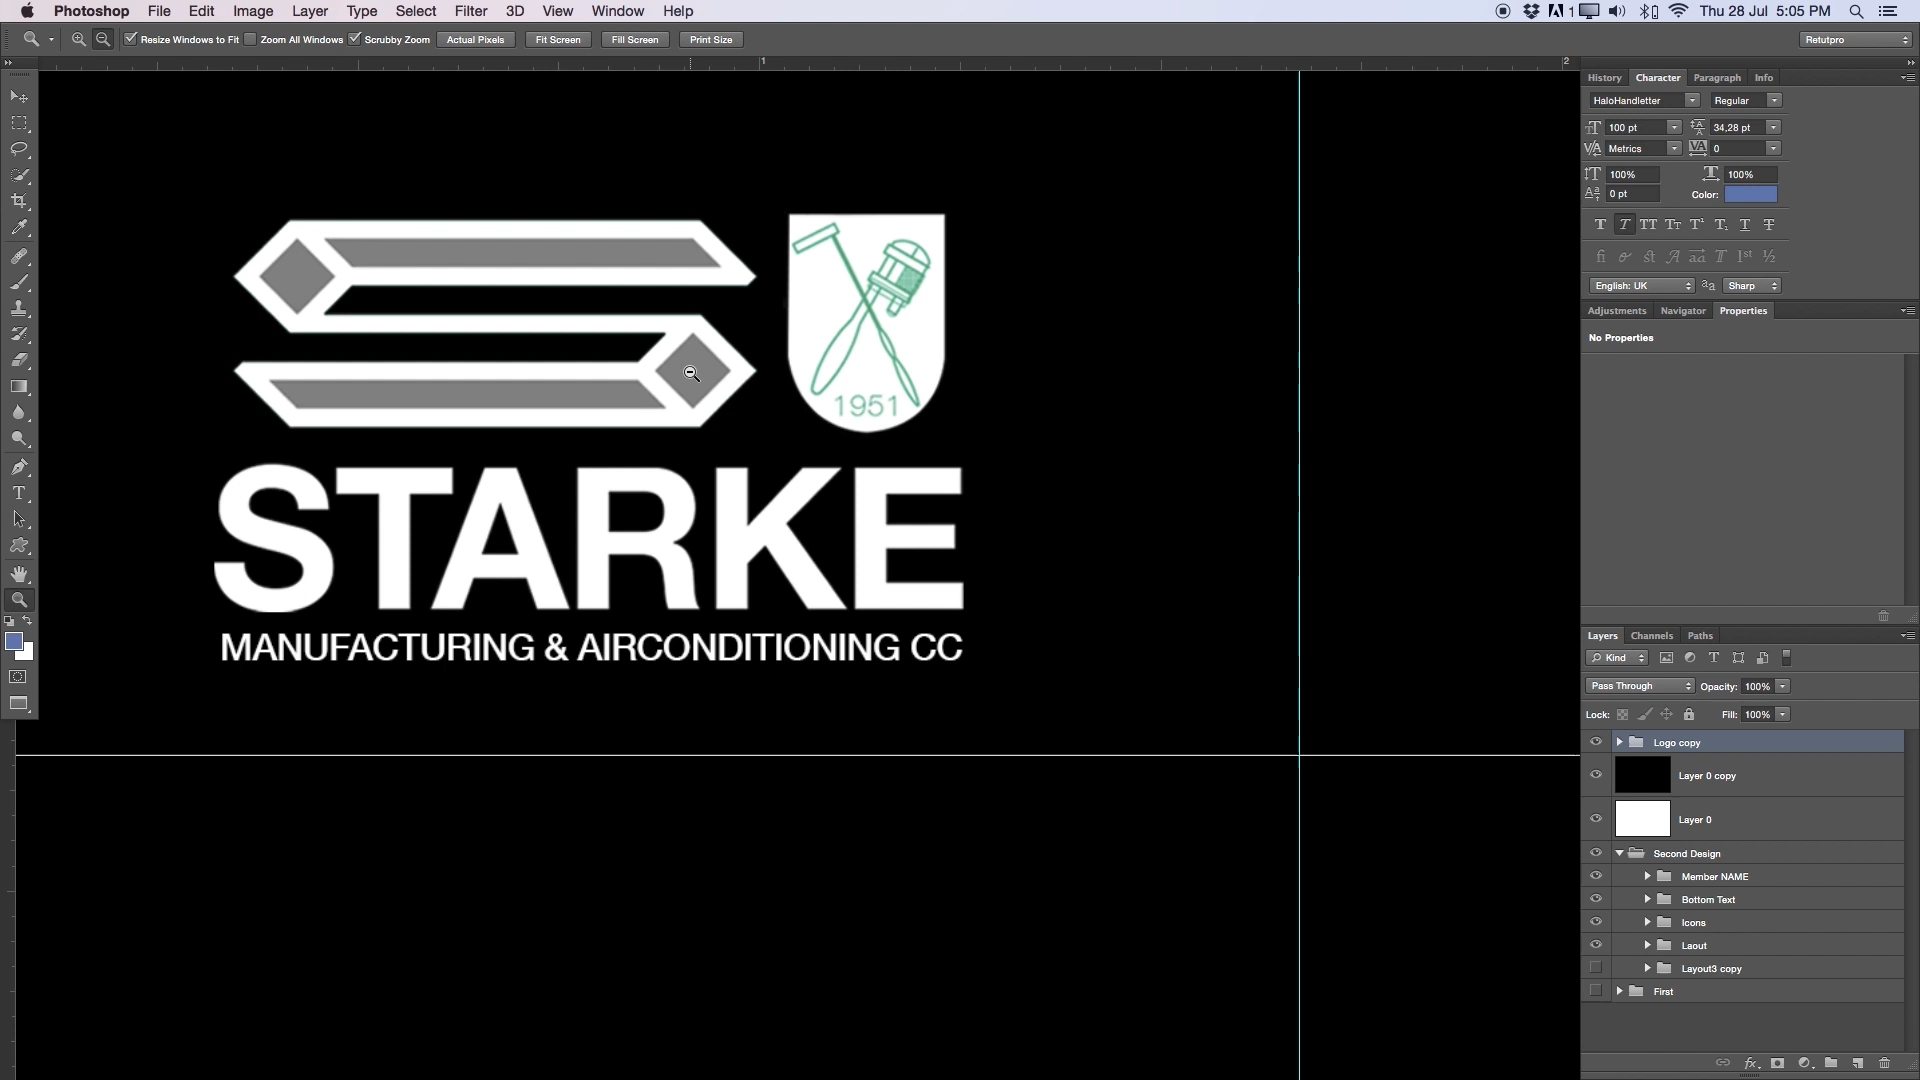 Photoshop File Edit Image Layer Type Select Filter 3D View Window Help 1 Thu 28 Jul 5:05 PM
Resize Windows to Fit Zoom All Windows Scrubby Zoom Actual Pixels Fit Screen Fill Screen Print Size Retutpro
1 2
History Character Paragraph Info
HaloHandletter Regular
100 pt 34,28 pt
Metrics 0
100% 100%
0 pt Color:
English: UK Sharp
Adjustments Navigator Properties
No Properties
1951
STARKE
MANUFACTURING & AIRCONDITIONING CC
Layers Channels Paths
Kind
Pass Through Opacity: 100%
Lock: Fill: 100%
Logo copy
Layer 0 copy
Layer 0
Second Design
Member NAME
Bottom Text
Icons
Laout
Layout3 copy
First